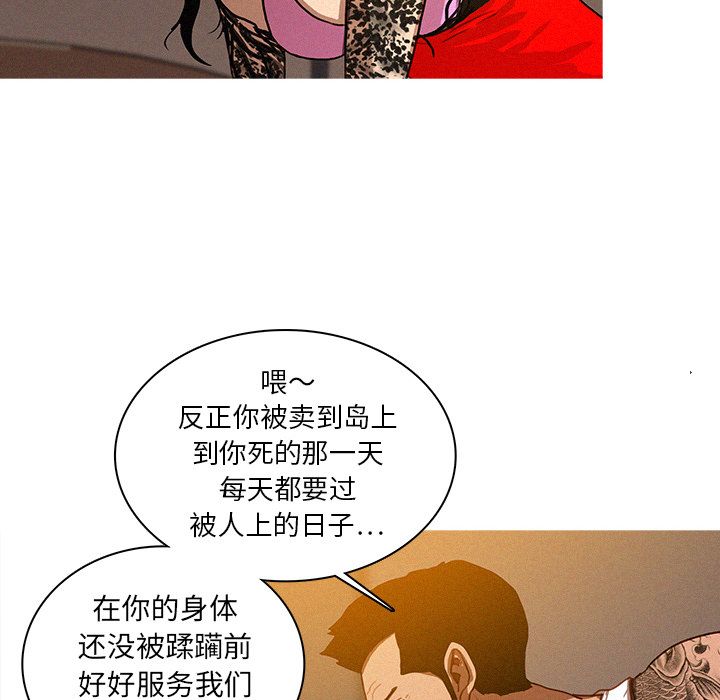 喂～
反正你被卖到岛上
到你死的那一天
每天都要过
被人上的日子...
在你的身体
还没被蹂躏前
好好服务我们